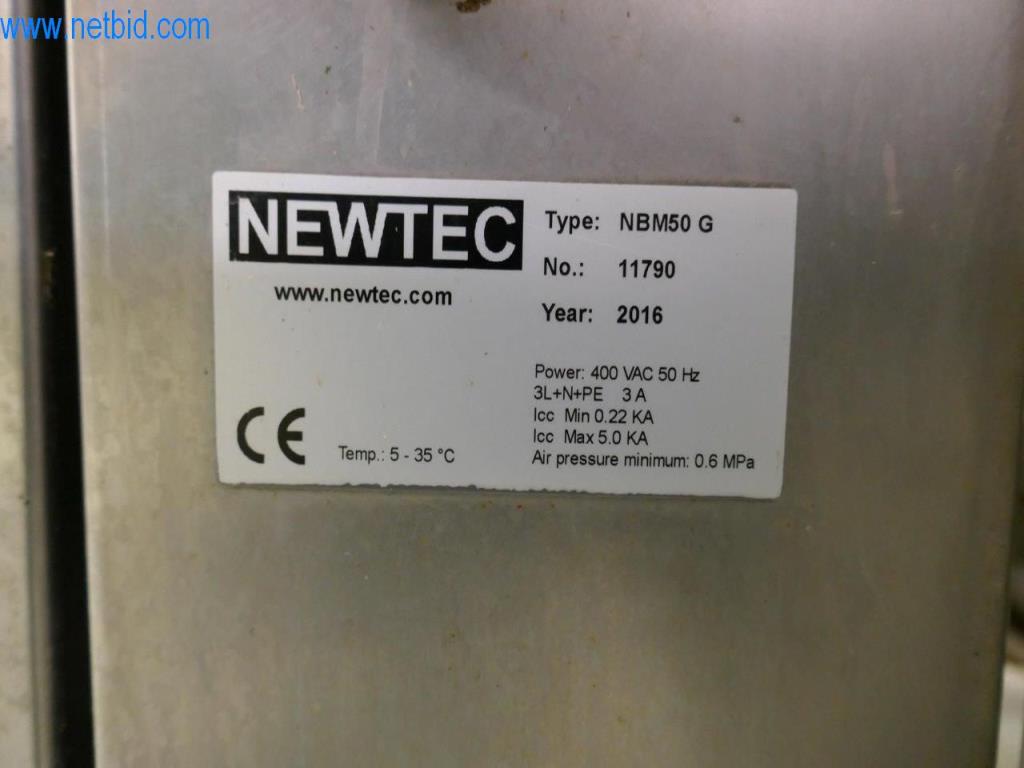 www.netbid.com
NEWTEC
www.newtec.com
Type: NBM50 G
No.: 11790
Year: 2016
Power: 400 VAC 50 Hz
3L+N+PE 3 A
Icc Min 0.22 KA
Icc Max 5.0 KA
Air pressure minimum: 0.6 MPa
CE
Temp.: 5 - 35 °C